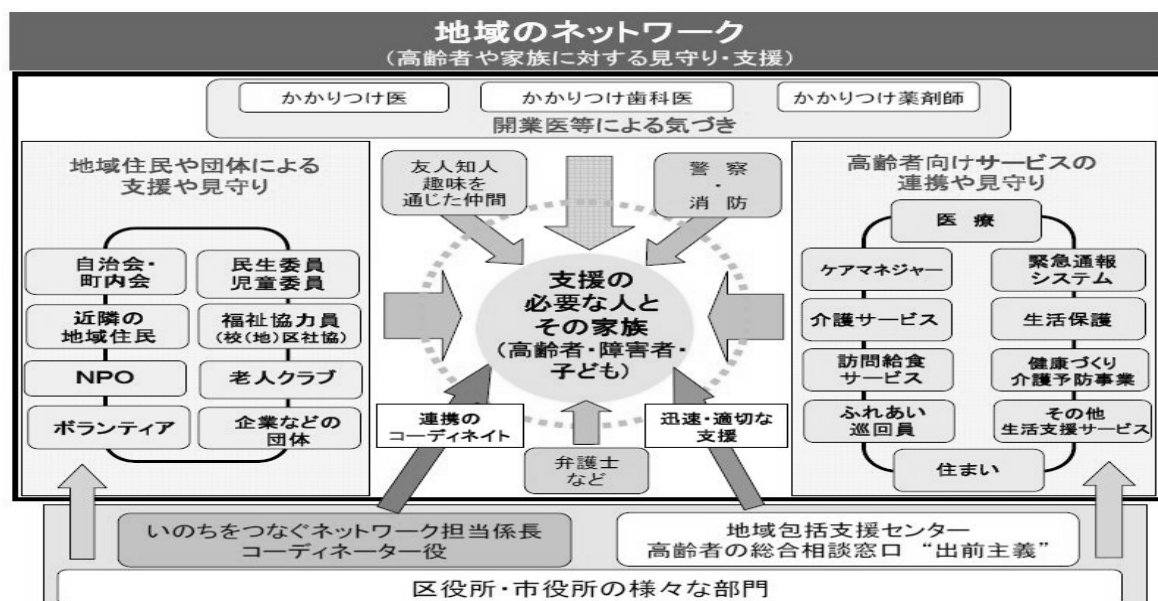 地域のネットワーク
(高齢者や家族に対する見守り・支援)
かかりつけ医
かかりつけ歯科医
かかりつけ薬剤師
開業医等による気づき
地域住民や団体による
支援や見守り
自治会・
町内会
民生委員
児童委員
近隣の
地域住民
福祉協力員
(校(地)区社協)
NPO
老人クラブ
ボランティア
企業などの
団体
友人知人
趣味を
通じた仲間
警察
・
消防
支援の
必要な人と
その家族
(高齢者・障害者・
子ども)
連携の
コーディネイト
迅速・適切な
支援
弁護士
など
高齢者向けサービスの
連携や見守り
医療
ケアマネジャー
緊急通報
システム
介護サービス
生活保護
訪問給食
サービス
健康づくり
介護予防事業
ふれあい
巡回員
その他
生活支援サービス
住まい
いのちをつなぐネットワーク担当係長
コーディネーター役
地域包括支援センター
高齢者の総合相談窓口 “出前主義”
区役所・市役所の様々な部門